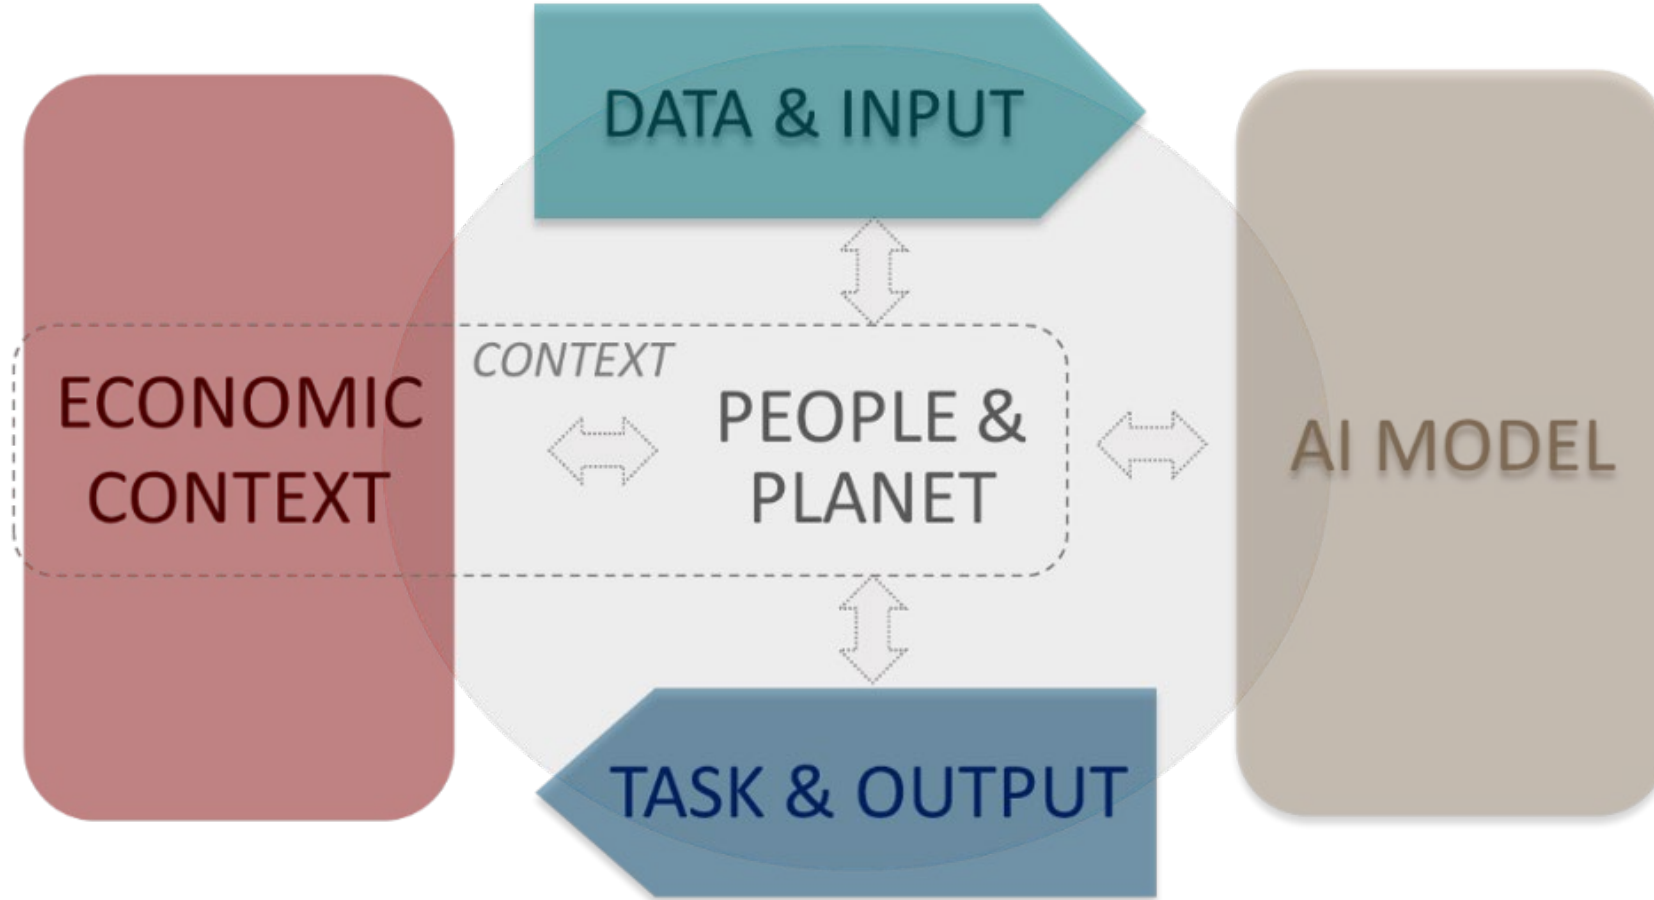 DATA & INPUT
CONTEXT
ECONOMIC
CONTEXT
PEOPLE &
PLANET
AI MODEL
TASK & OUTPUT